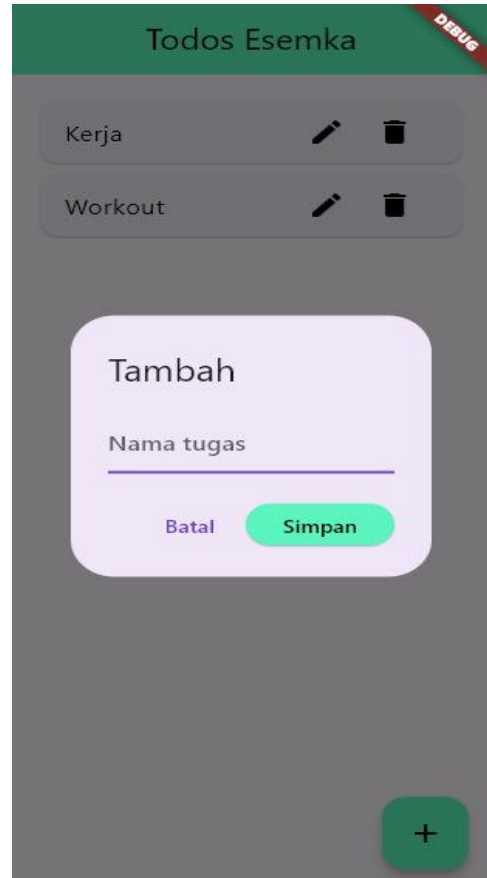 Todos Esemka
DEBUG
Kerja
Workout
Tambah
Nama tugas
Batal Simpan
+